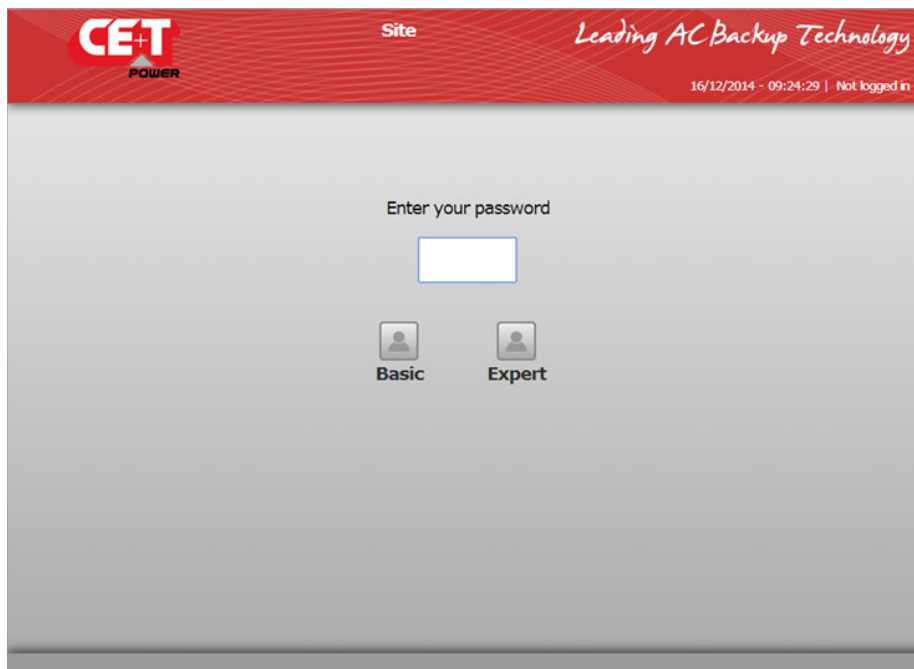 CE+T
POWER
Site
Leading AC Backup Technology
16/12/2014 - 09:24:29 | Not logged in
Enter your password
Basic
Expert